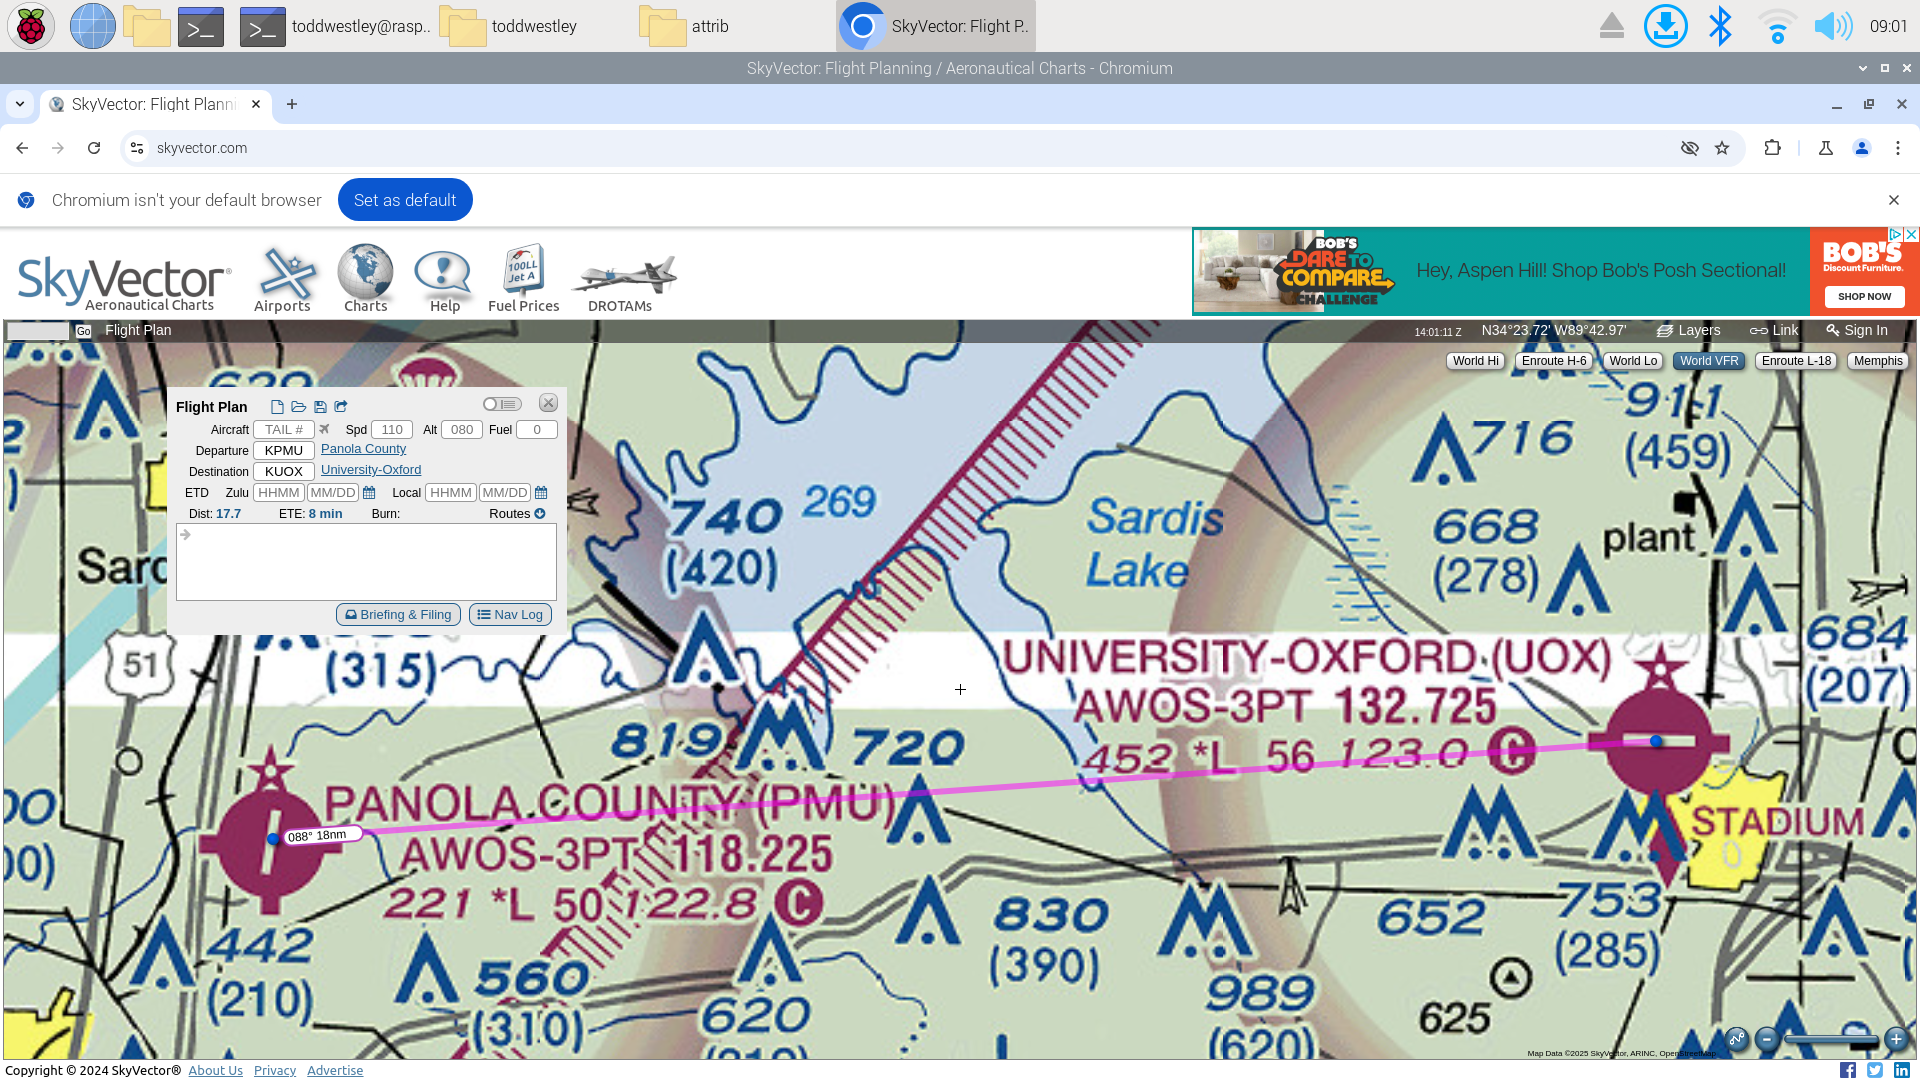 toddwestley@rasp..
toddwestley
attrib
SkyVector: Flight P..
09:01
SkyVector: Flight Planning / Aeronautical Charts - Chromium
SkyVector: Flight Planni
skyvector.com
Chromium isn't your default browser
Set as default
SkyVector®
Aeronautical Charts
Airports
Charts
Help
100LL
Jet A
Fuel Prices
DROTAMs
BOB'S
DARE TO
COMPARE
CHALLENGE
Hey, Aspen Hill! Shop Bob's Posh Sectional!
BOB'S
Discount Furniture.
SHOP NOW
Go
Flight Plan
14:01:11 Z
N34°23.72' W89°42.97'
Layers
Link
Sign In
World Hi
Enroute H-6
World Lo
World VFR
Enroute L-18
Memphis
Flight Plan
Aircraft TAIL # Spd 110 Alt 080 Fuel 0
Departure KPMU Panola County
Destination KUOX University-Oxford
ETD Zulu HHMM MM/DD Local HHMM MM/DD
Dist: 17.7 ETE: 8 min Burn: Routes
Briefing & Filing
Nav Log
911
(459)
716
740
(420)
269
Sardis
Lake
668
(278)
plant
Sard
51
(315)
684
(207)
UNIVERSITY-OXFORD (UOX)
AWOS-3PT 132.725
452 *L 56 123.0 C
819
720
PANOLA COUNTY (PMU)
088° 18nm
AWOS-3PT 118.225
221 *L 50 122.8 C
STADIUM
442
(210)
560
(310)
620
830
(390)
989
(620)
652
753
(285)
625
Map Data ©2025 SkyVector, ARINC, OpenStreetMap
Copyright © 2024 SkyVector® About Us Privacy Advertise